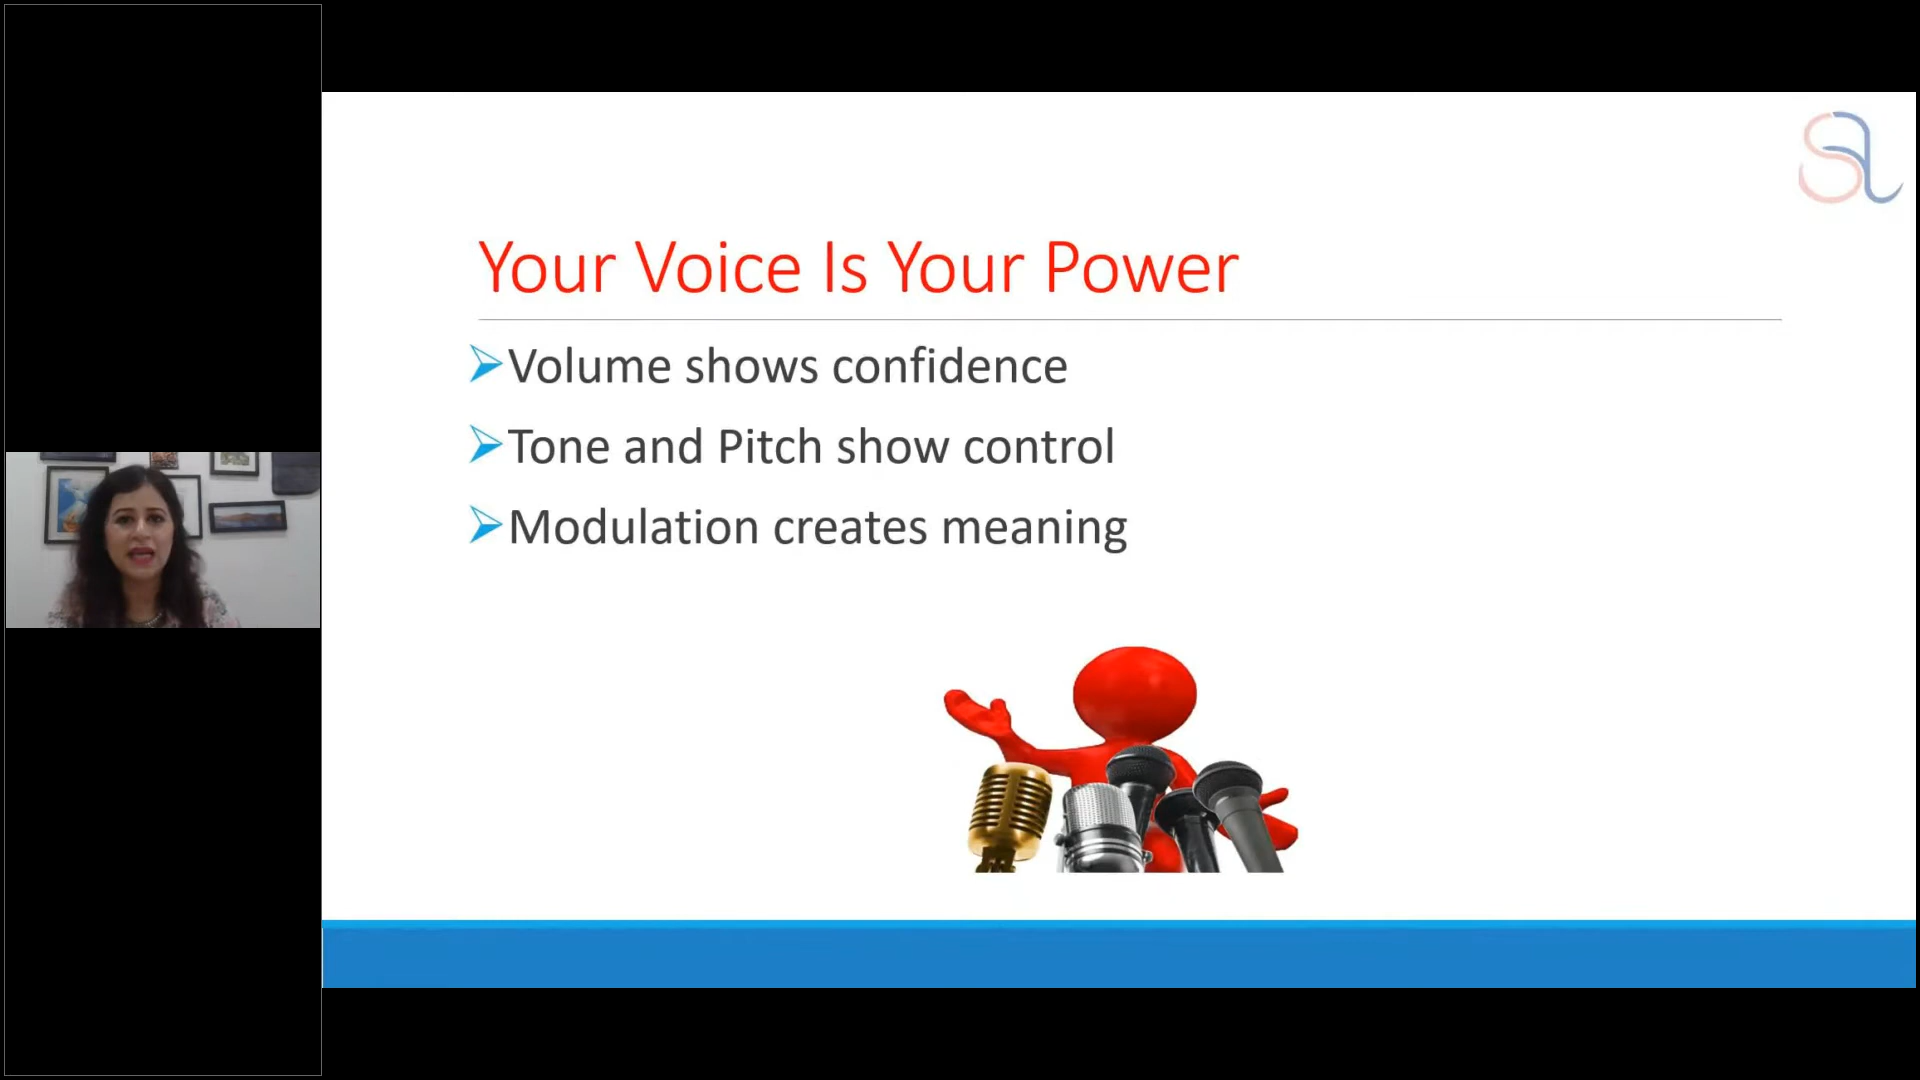 Your Voice Is Your Power
Volume shows confidence
Tone and Pitch show control
Modulation creates meaning